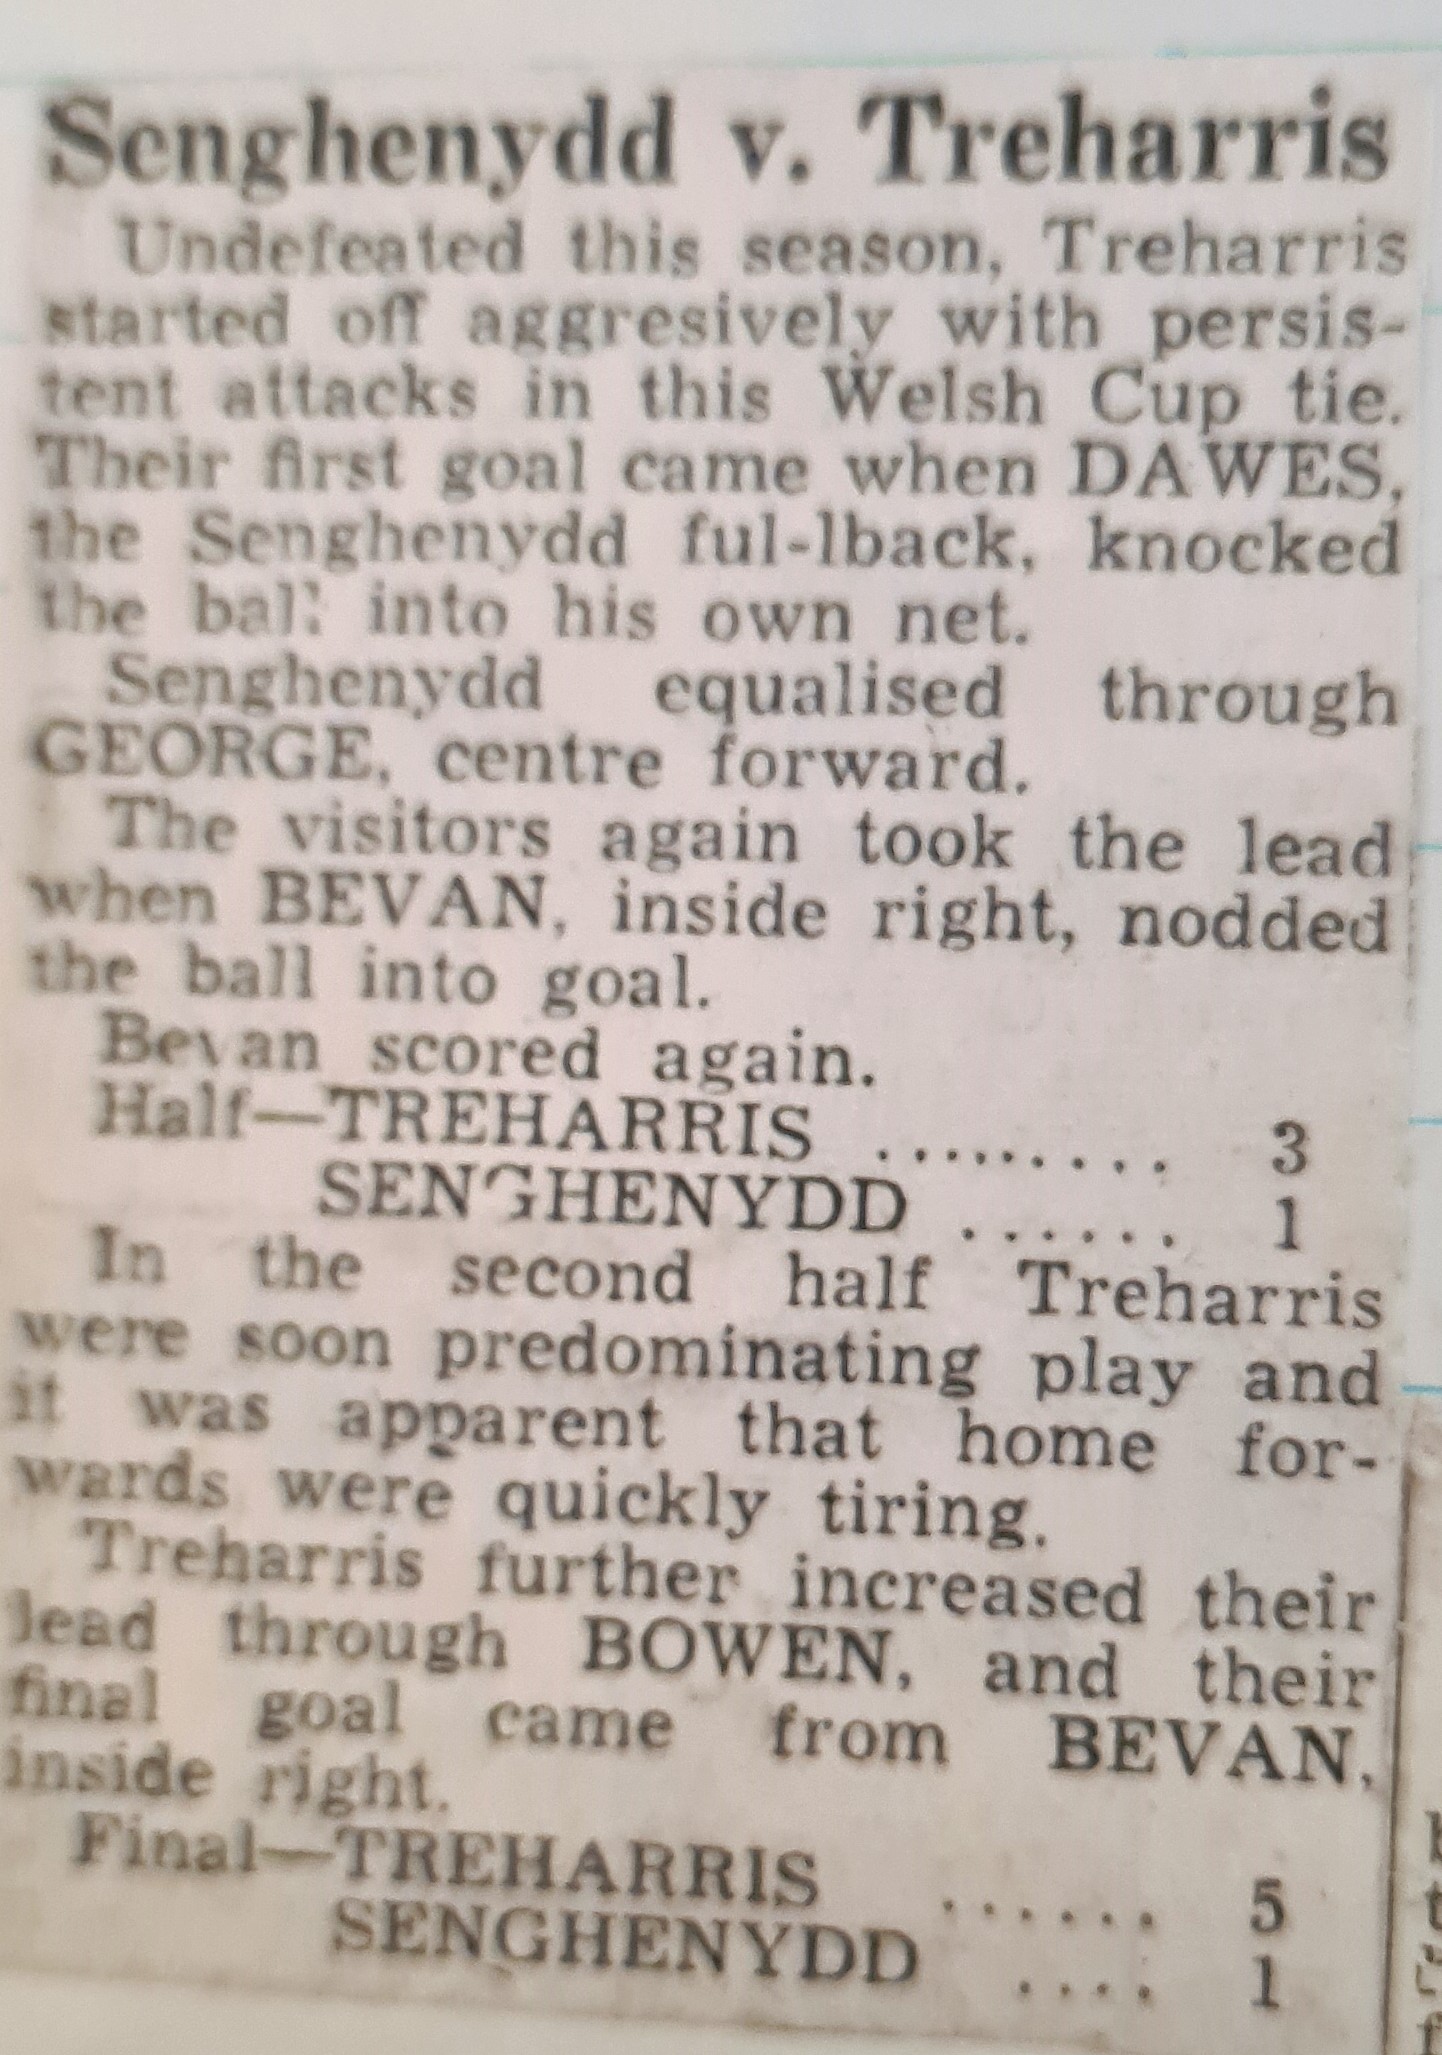 Senghenydd v. Treharris
Undefeated this season, Treharris
started off aggresively with persis-
tent attacks in this Welsh Cup tie.
Their first goal came when DAWES,
the Senghenydd ful-lback, knocked
the ball into his own net.
Senghenydd equalised through
GEORGE, centre forward.
The visitors again took the lead
when BEVAN, inside right, nodded
the ball into goal.
Bevan scored again.
Half—TREHARRIS ......... 3
SENGHENYDD ...... 1
In the second half Treharris
were soon predominating play and
it was apparent that home for-
wards were quickly tiring.
Treharris further increased their
lead through BOWEN, and their
final goal came from BEVAN,
inside right.
Final—TREHARRIS ...... 5
SENGHENYDD .... 1